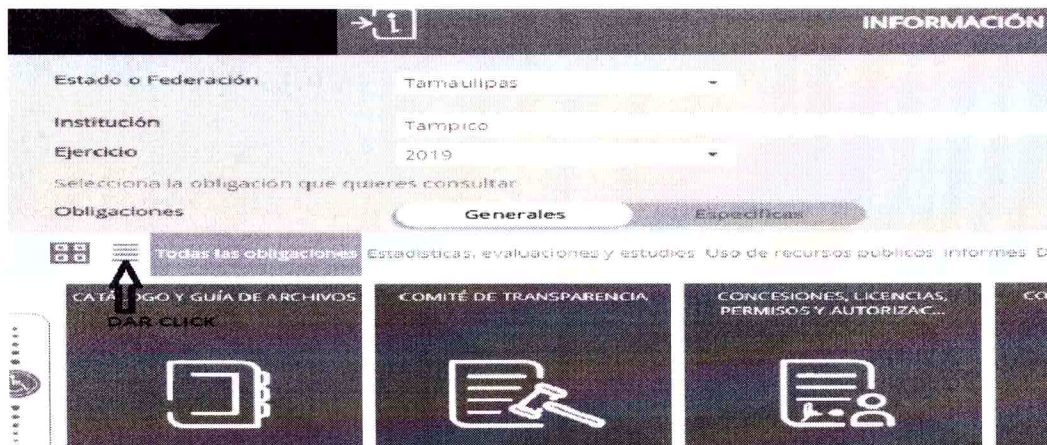 INFORMACIÓN
Estado o Federación Tamaulipas
Institución Tampico
Ejercicio 2019
Selecciona la obligación que quieres consultar
Obligaciones Generales Específicas
Todas las obligaciones Estadísticas, evaluaciones y estudios Uso de recursos públicos Informes D
CATÁLOGO Y GUÍA DE ARCHIVOS COMITÉ DE TRANSPARENCIA CONCESIONES, LICENCIAS, PERMISOS Y AUTORIZAC... CO
DAR CLICK